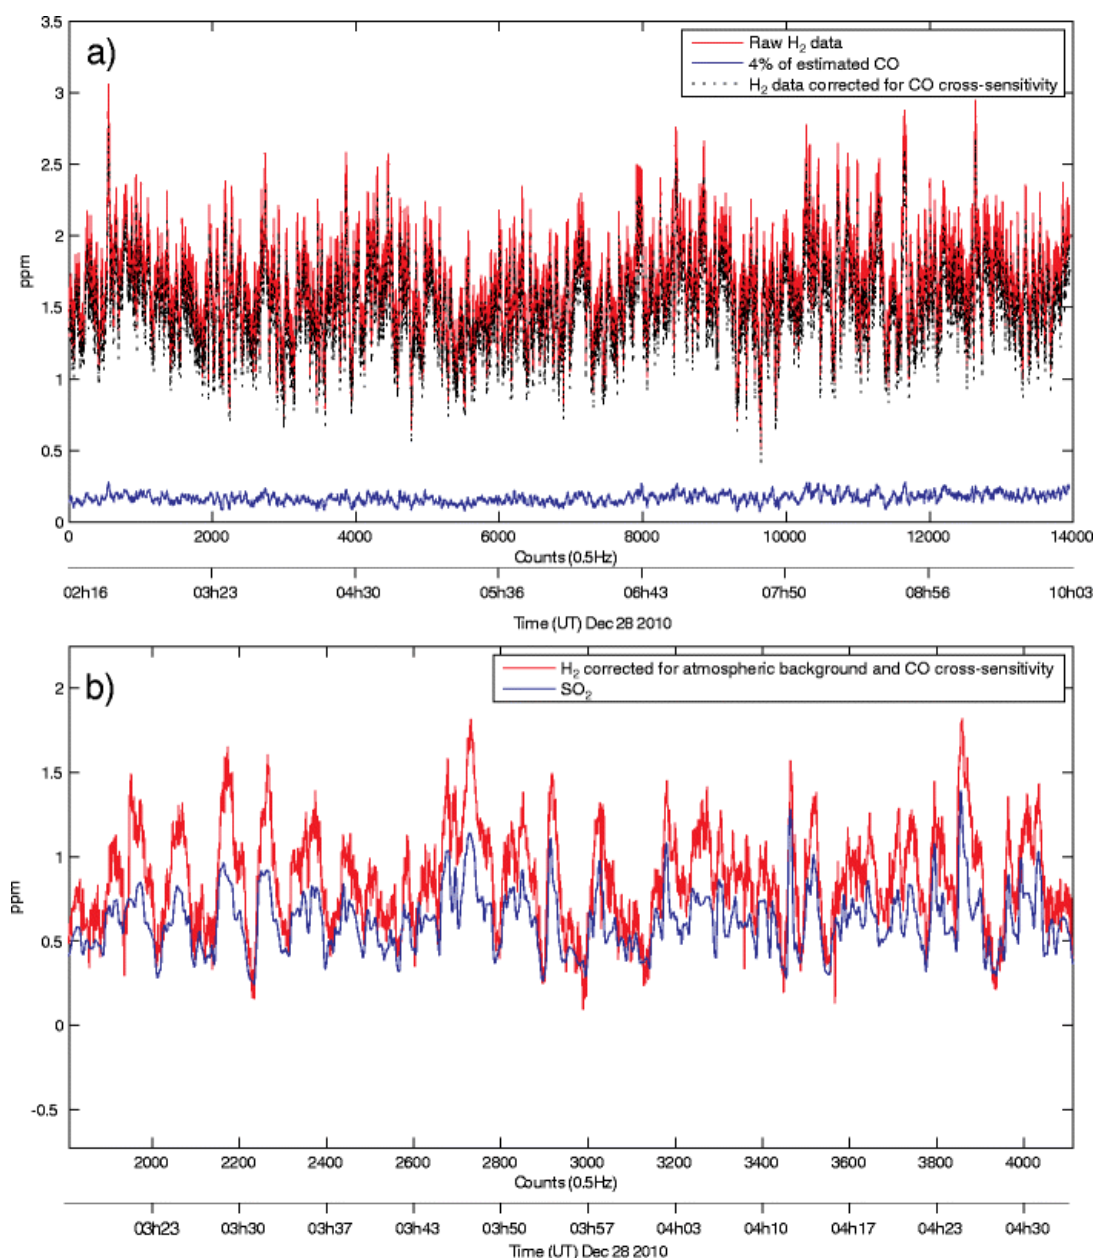 a)
Raw H₂ data
4% of estimated CO
H₂ data corrected for CO cross-sensitivity
3.5
3
2.5
2
1.5
1
0.5
0
ppm
0 2000 4000 6000 8000 10000 12000 14000
Counts (0.5Hz)
02h16 03h23 04h30 05h36 06h43 07h50 08h56 10h03
Time (UT) Dec 28 2010
b)
H₂ corrected for atmospheric background and CO cross-sensitivity
SO₂
2
1.5
1
0.5
0
-0.5
ppm
2000 2200 2400 2600 2800 3000 3200 3400 3600 3800 4000
Counts (0.5Hz)
03h23 03h30 03h37 03h43 03h50 03h57 04h03 04h10 04h17 04h23 04h30
Time (UT) Dec 28 2010